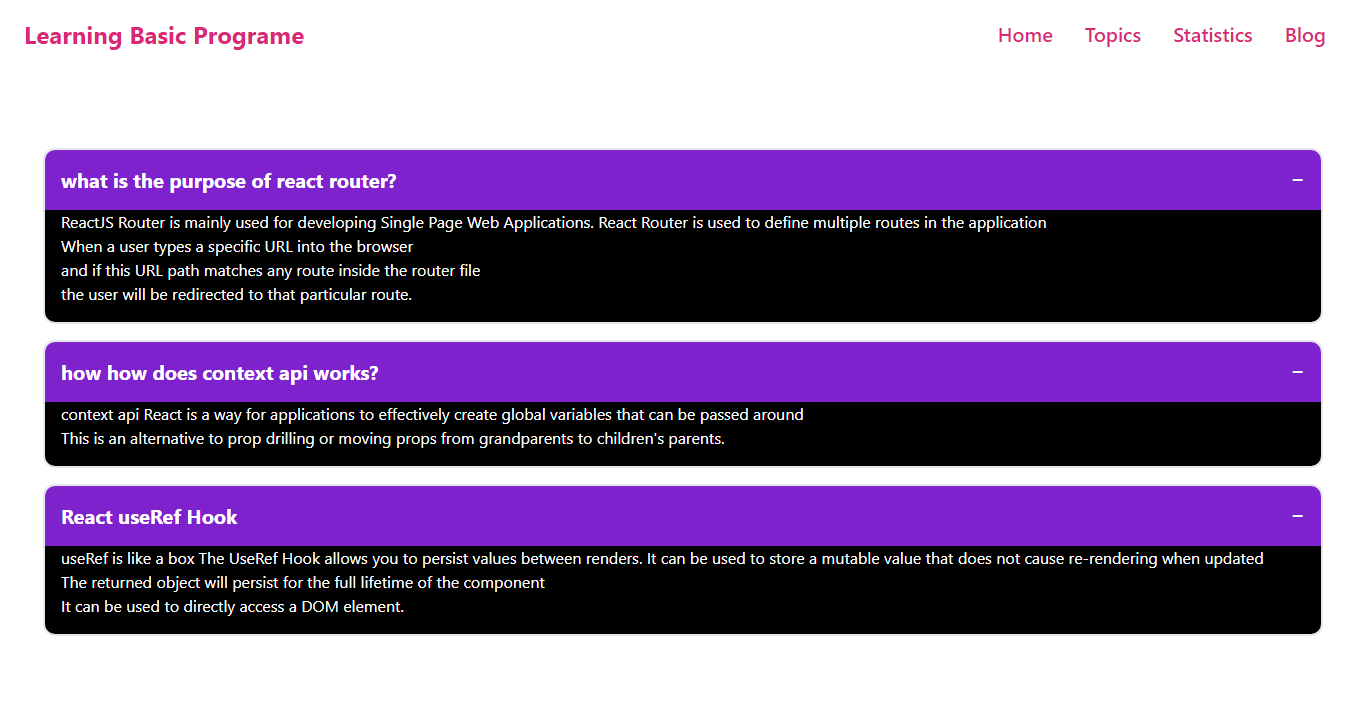 Learning Basic Programe
Home Topics Statistics Blog
what is the purpose of react router?
ReactJS Router is mainly used for developing Single Page Web Applications. React Router is used to define multiple routes in the application
When a user types a specific URL into the browser
and if this URL path matches any route inside the router file
the user will be redirected to that particular route.
how how does context api works?
context api React is a way for applications to effectively create global variables that can be passed around
This is an alternative to prop drilling or moving props from grandparents to children's parents.
React useRef Hook
useRef is like a box The UseRef Hook allows you to persist values between renders. It can be used to store a mutable value that does not cause re-rendering when updated
The returned object will persist for the full lifetime of the component
It can be used to directly access a DOM element.